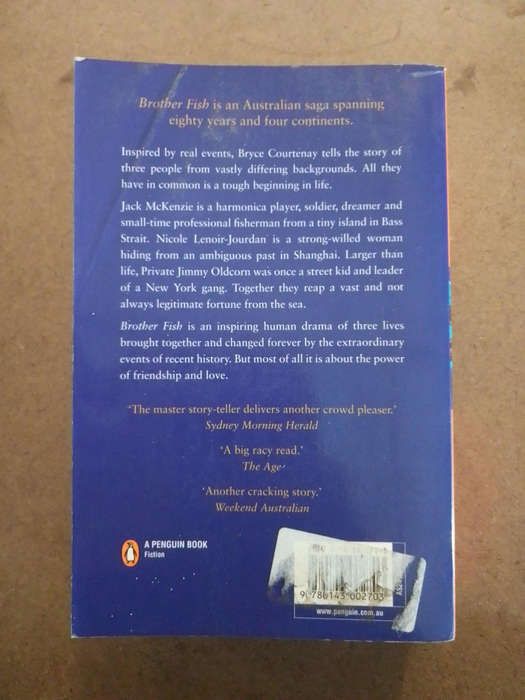 Brother Fish is an Australian saga spanning
eighty years and four continents.
Inspired by real events, Bryce Courtenay tells the story of
three people from vastly differing backgrounds. All they
have in common is a tough beginning in life.
Jack McKenzie is a harmonica player, soldier, dreamer and
small-time professional fisherman from a tiny island in Bass
Strait. Nicole Lenoir-Jourdan is a strong-willed woman
hiding from an ambiguous past in Shanghai. Larger than
life, Private Jimmy Oldcorn was once a street kid and leader
of a New York gang. Together they reap a vast and not
always legitimate fortune from the sea.
Brother Fish is an inspiring human drama of three lives
brought together and changed forever by the extraordinary
events of recent history. But most of all it is about the power
of friendship and love.
‘The master story-teller delivers another crowd pleaser.’
Sydney Morning Herald
‘A big racy read.’
The Age
‘Another cracking story.’
Weekend Australian
A PENGUIN BOOK
Fiction
9 780143 002703
www.penguin.com.au